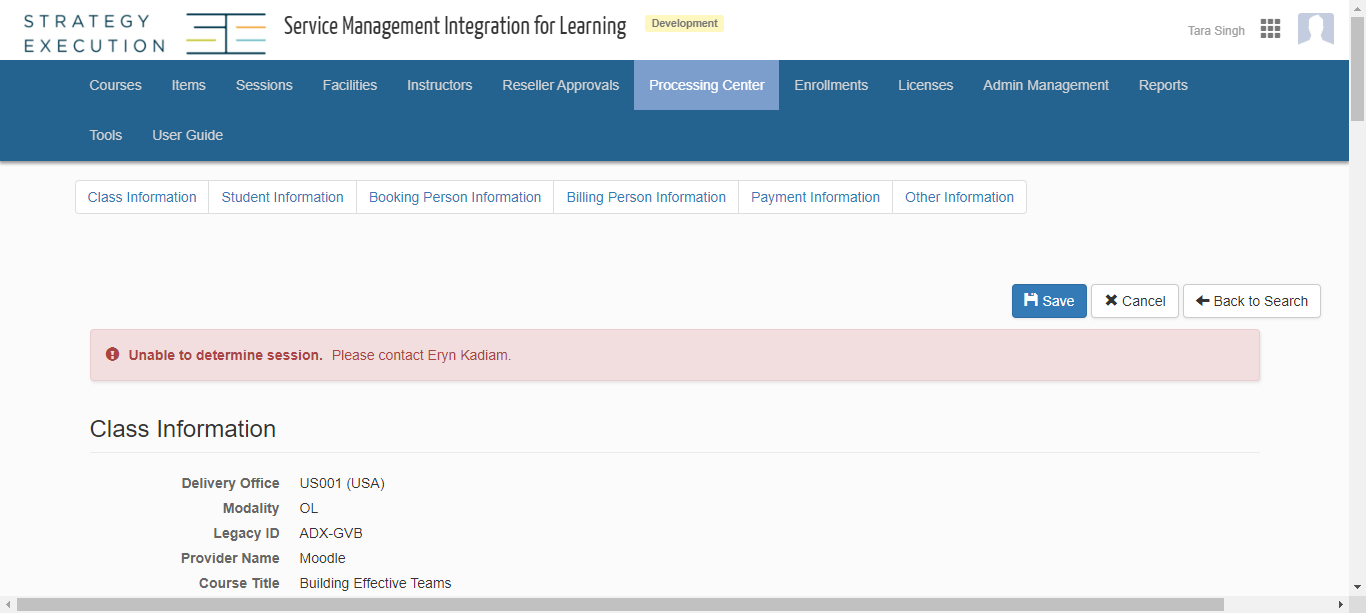 STRATEGY
EXECUTION
Service Management Integration for Learning
Development
Tara Singh
Courses Items Sessions Facilities Instructors Reseller Approvals Processing Center Enrollments Licenses Admin Management Reports
Tools User Guide
Class Information Student Information Booking Person Information Billing Person Information Payment Information Other Information
Save Cancel Back to Search
Unable to determine session. Please contact Eryn Kadiam.
Class Information
Delivery Office US001 (USA)
Modality OL
Legacy ID ADX-GVB
Provider Name Moodle
Course Title Building Effective Teams